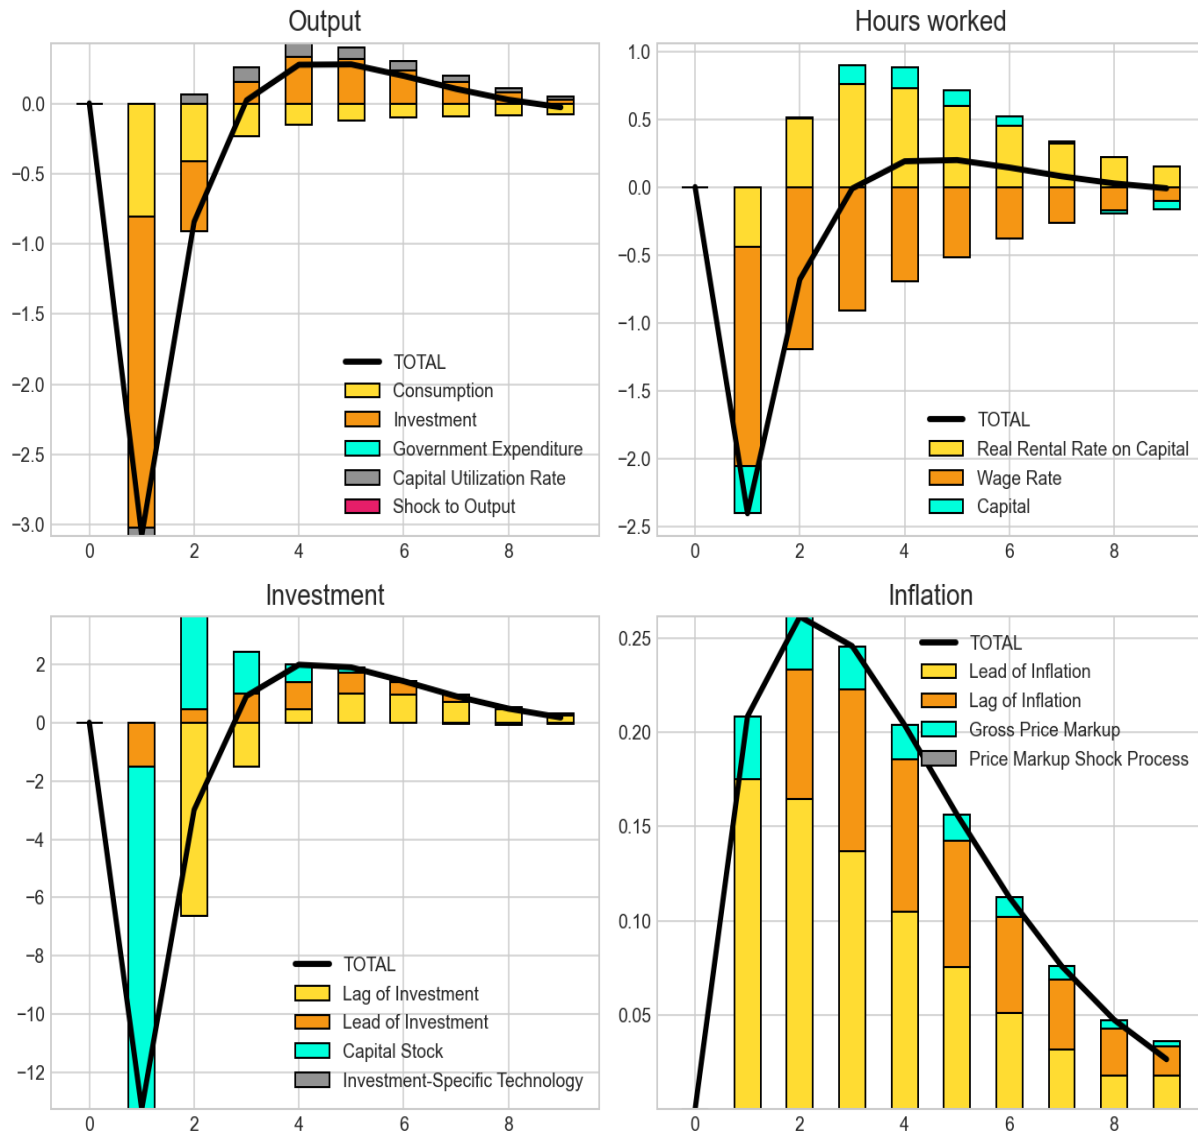 Output
0.0
−0.5
−1.0
−1.5
−2.0
−2.5
−3.0
0 2 4 6 8
TOTAL
Consumption
Investment
Government Expenditure
Capital Utilization Rate
Shock to Output
Hours worked
1.0
0.5
0.0
−0.5
−1.0
−1.5
−2.0
−2.5
0 2 4 6 8
TOTAL
Real Rental Rate on Capital
Wage Rate
Capital
Investment
2
0
−2
−4
−6
−8
−10
−12
0 2 4 6 8
TOTAL
Lag of Investment
Lead of Investment
Capital Stock
Investment-Specific Technology
Inflation
0.25
0.20
0.15
0.10
0.05
0 2 4 6 8
TOTAL
Lead of Inflation
Lag of Inflation
Gross Price Markup
Price Markup Shock Process